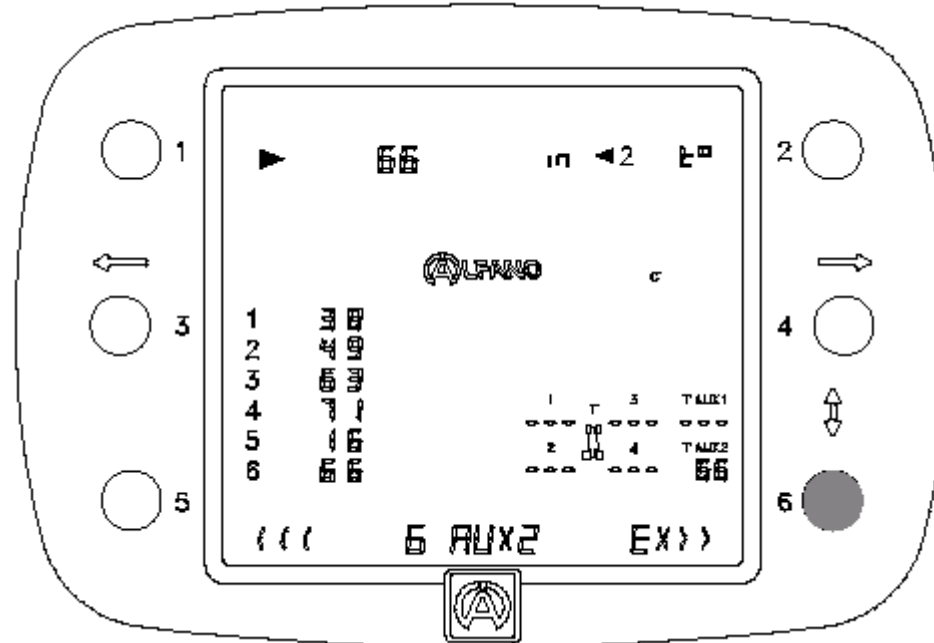 1 ► 66 in ◄2 t° 2
ALFANO c
3 4
1 38
2 49
3 63
4 71
5 16
6 66
1 T 3 T AUX1
--- --- ---
2 4 T AUX2
--- --- 66
5 6
((( 6 AUX2 EX>>
A